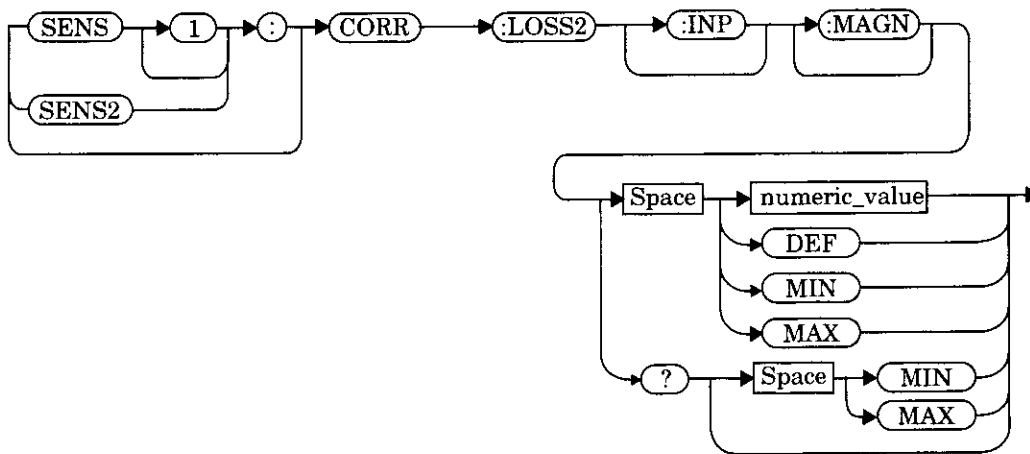 SENS 1 : CORR :LOSS2 :INP :MAGN
SENS2
Space numeric_value
DEF
MIN
MAX
? Space MIN
MAX